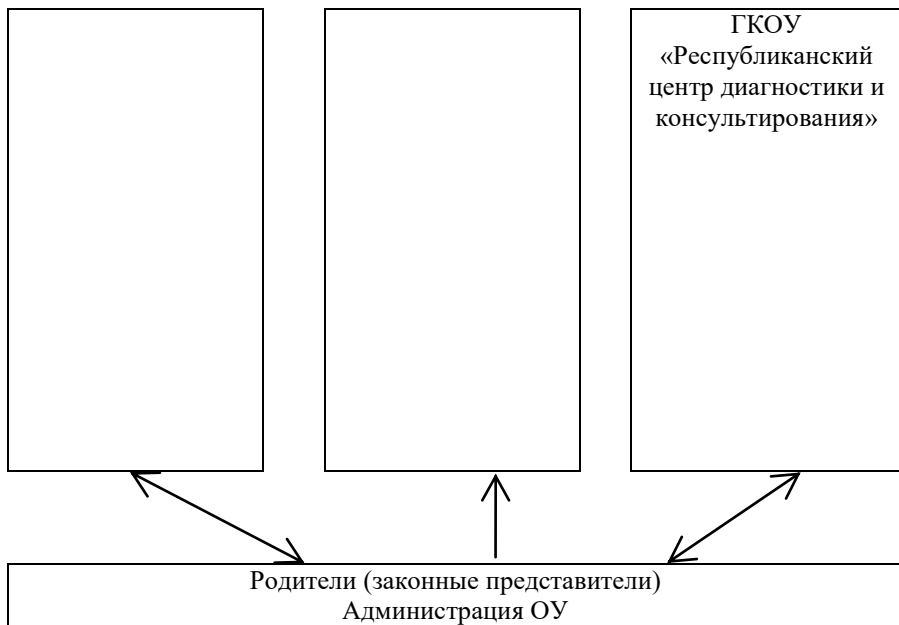 ГКОУ
«Республиканский
центр диагностики и
консультирования»
Родители (законные представители)
Администрация ОУ